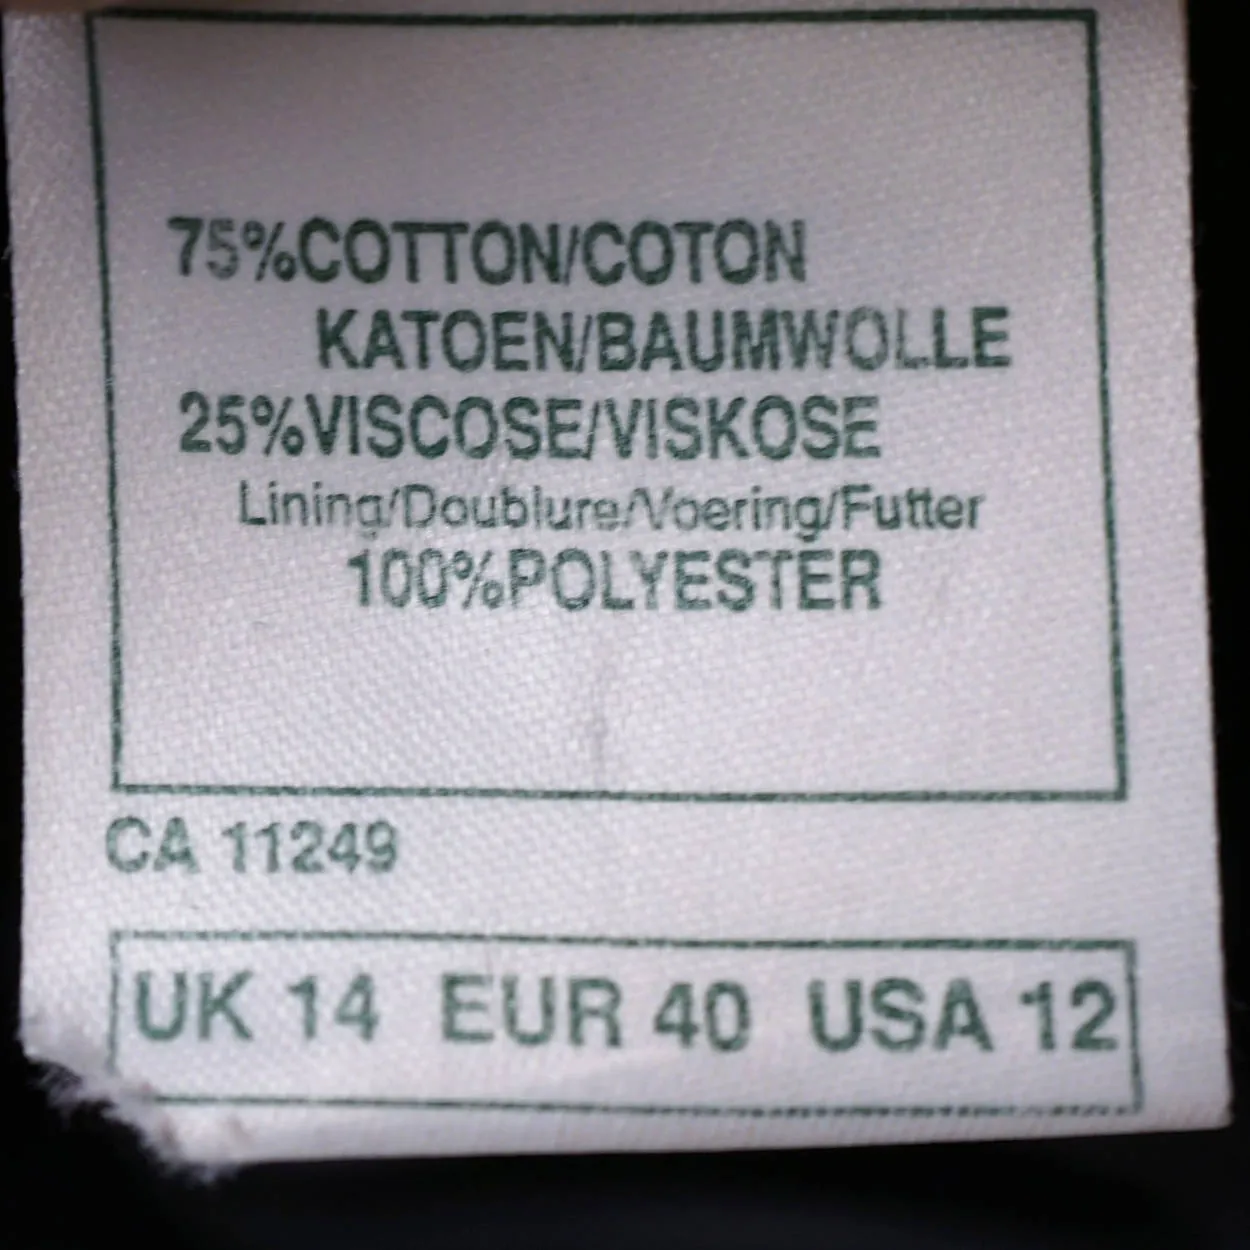 75%COTTON/COTON
KATOEN/BAUMWOLLE
25%VISCOSE/VISKOSE
Lining/Doublure/Voering/Futter
100%POLYESTER
CA 11249
UK 14 EUR 40 USA 12